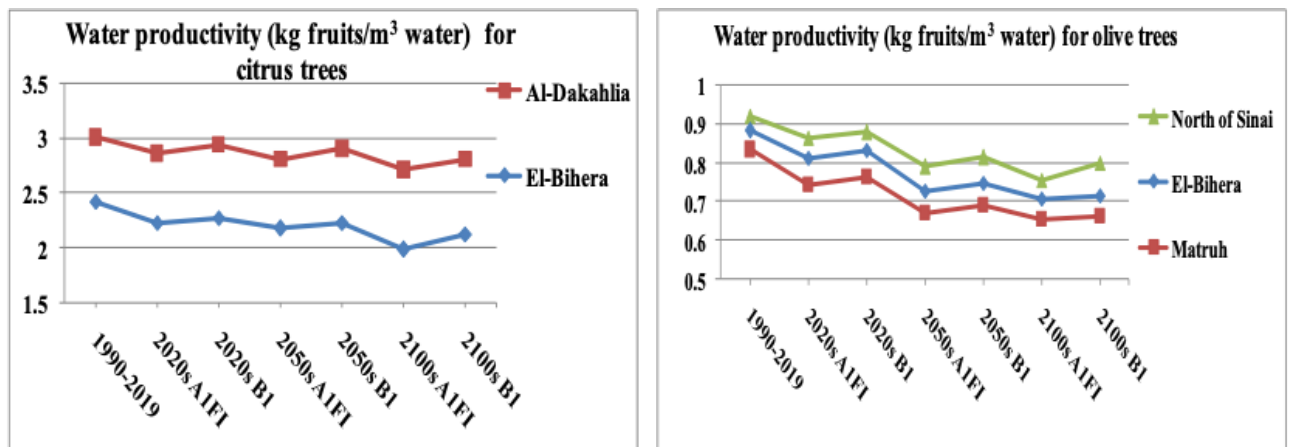 Water productivity (kg fruits/m³ water) for
citrus trees
3.5
3
2.5
2
1.5
Al-Dakahlia
El-Bihera
1990-2019
2020s A1FI
2020s B1
2050s A1FI
2050s B1
2100s A1FI
2100s B1
Water productivity (kg fruits/m³ water) for olive trees
1
0.9
0.8
0.7
0.6
0.5
North of Sinai
El-Bihera
Matruh
1990-2019
2020s A1FI
2020s B1
2050s A1FI
2050s B1
2100s A1FI
2100s B1